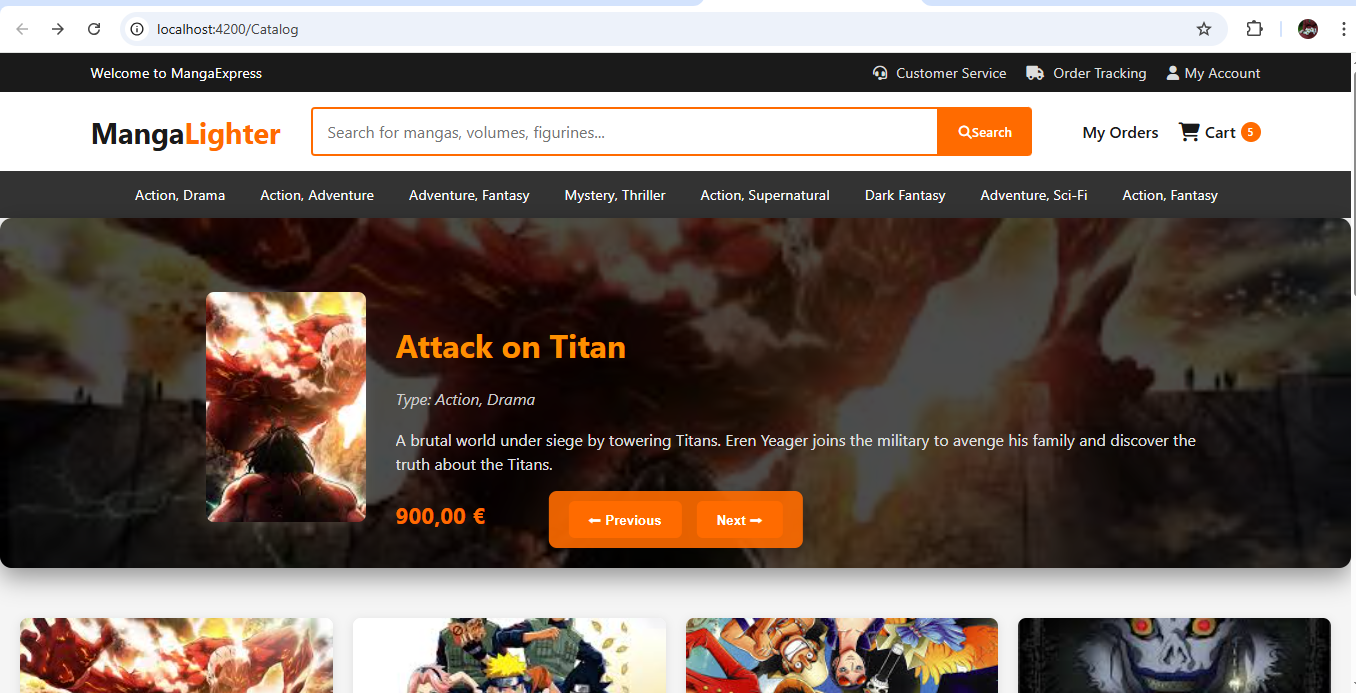 localhost:4200/Catalog
Welcome to MangaExpress
Customer Service Order Tracking My Account
MangaLighter
Search for mangas, volumes, figurines...
Search
My Orders Cart 5
Action, Drama Action, Adventure Adventure, Fantasy Mystery, Thriller Action, Supernatural Dark Fantasy Adventure, Sci-Fi Action, Fantasy
Attack on Titan
Type: Action, Drama
A brutal world under siege by towering Titans. Eren Yeager joins the military to avenge his family and discover the
truth about the Titans.
900,00 €
⬅ Previous Next ➡